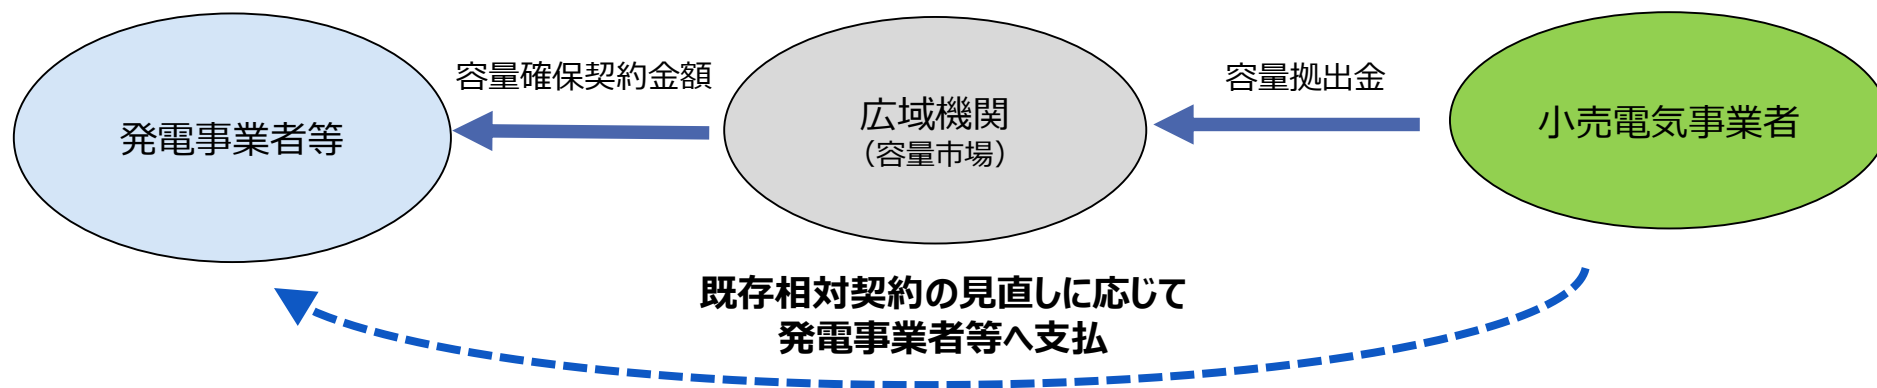 発電事業者等
容量確保契約金額
広域機関
（容量市場）
容量拠出金
小売電気事業者
既存相対契約の見直しに応じて
発電事業者等へ支払